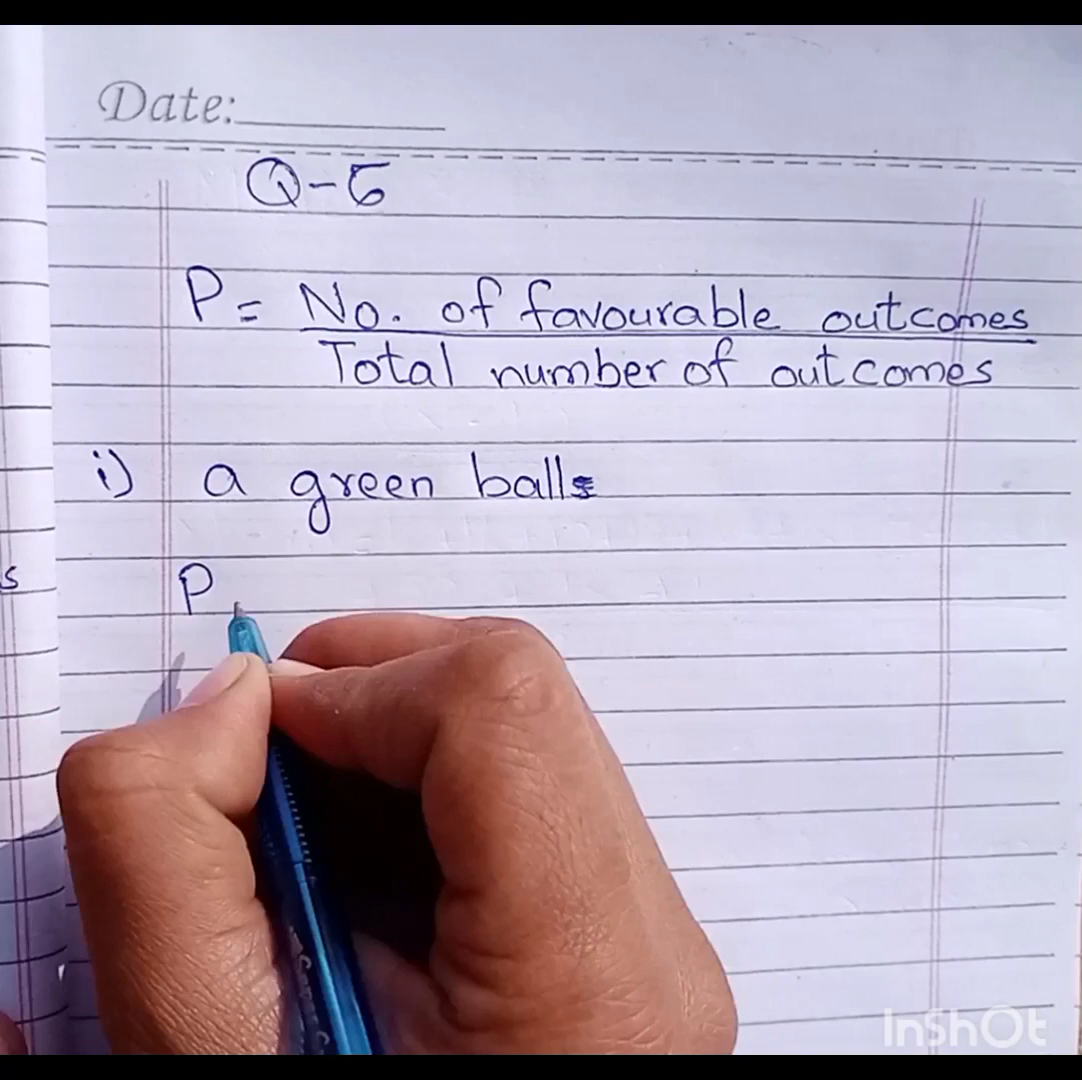 Date:
Q-6
P = No. of favourable outcomes
Total number of outcomes
i) a green balls
s
P
InShOt